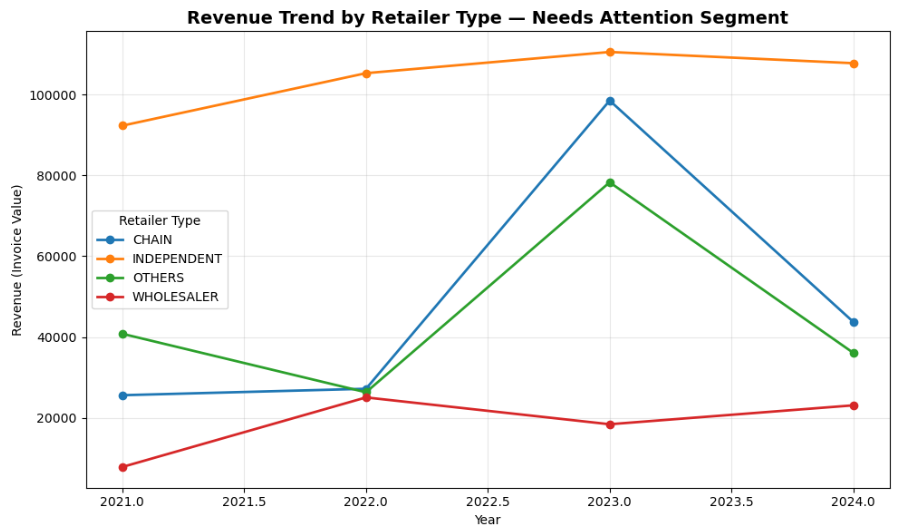 Revenue Trend by Retailer Type — Needs Attention Segment
Revenue (Invoice Value)
100000
80000
60000
40000
20000
Retailer Type
CHAIN
INDEPENDENT
OTHERS
WHOLESALER
2021.0 2021.5 2022.0 2022.5 2023.0 2023.5 2024.0
Year